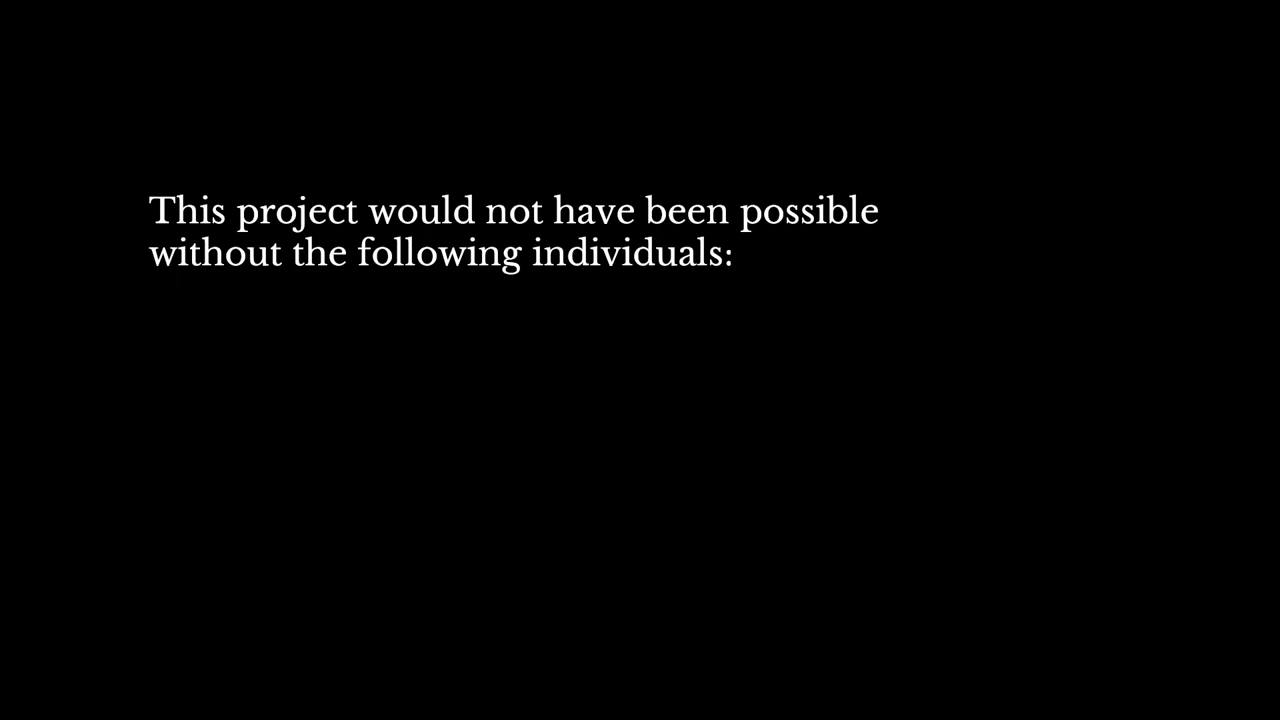 This project would not have been possible
without the following individuals: